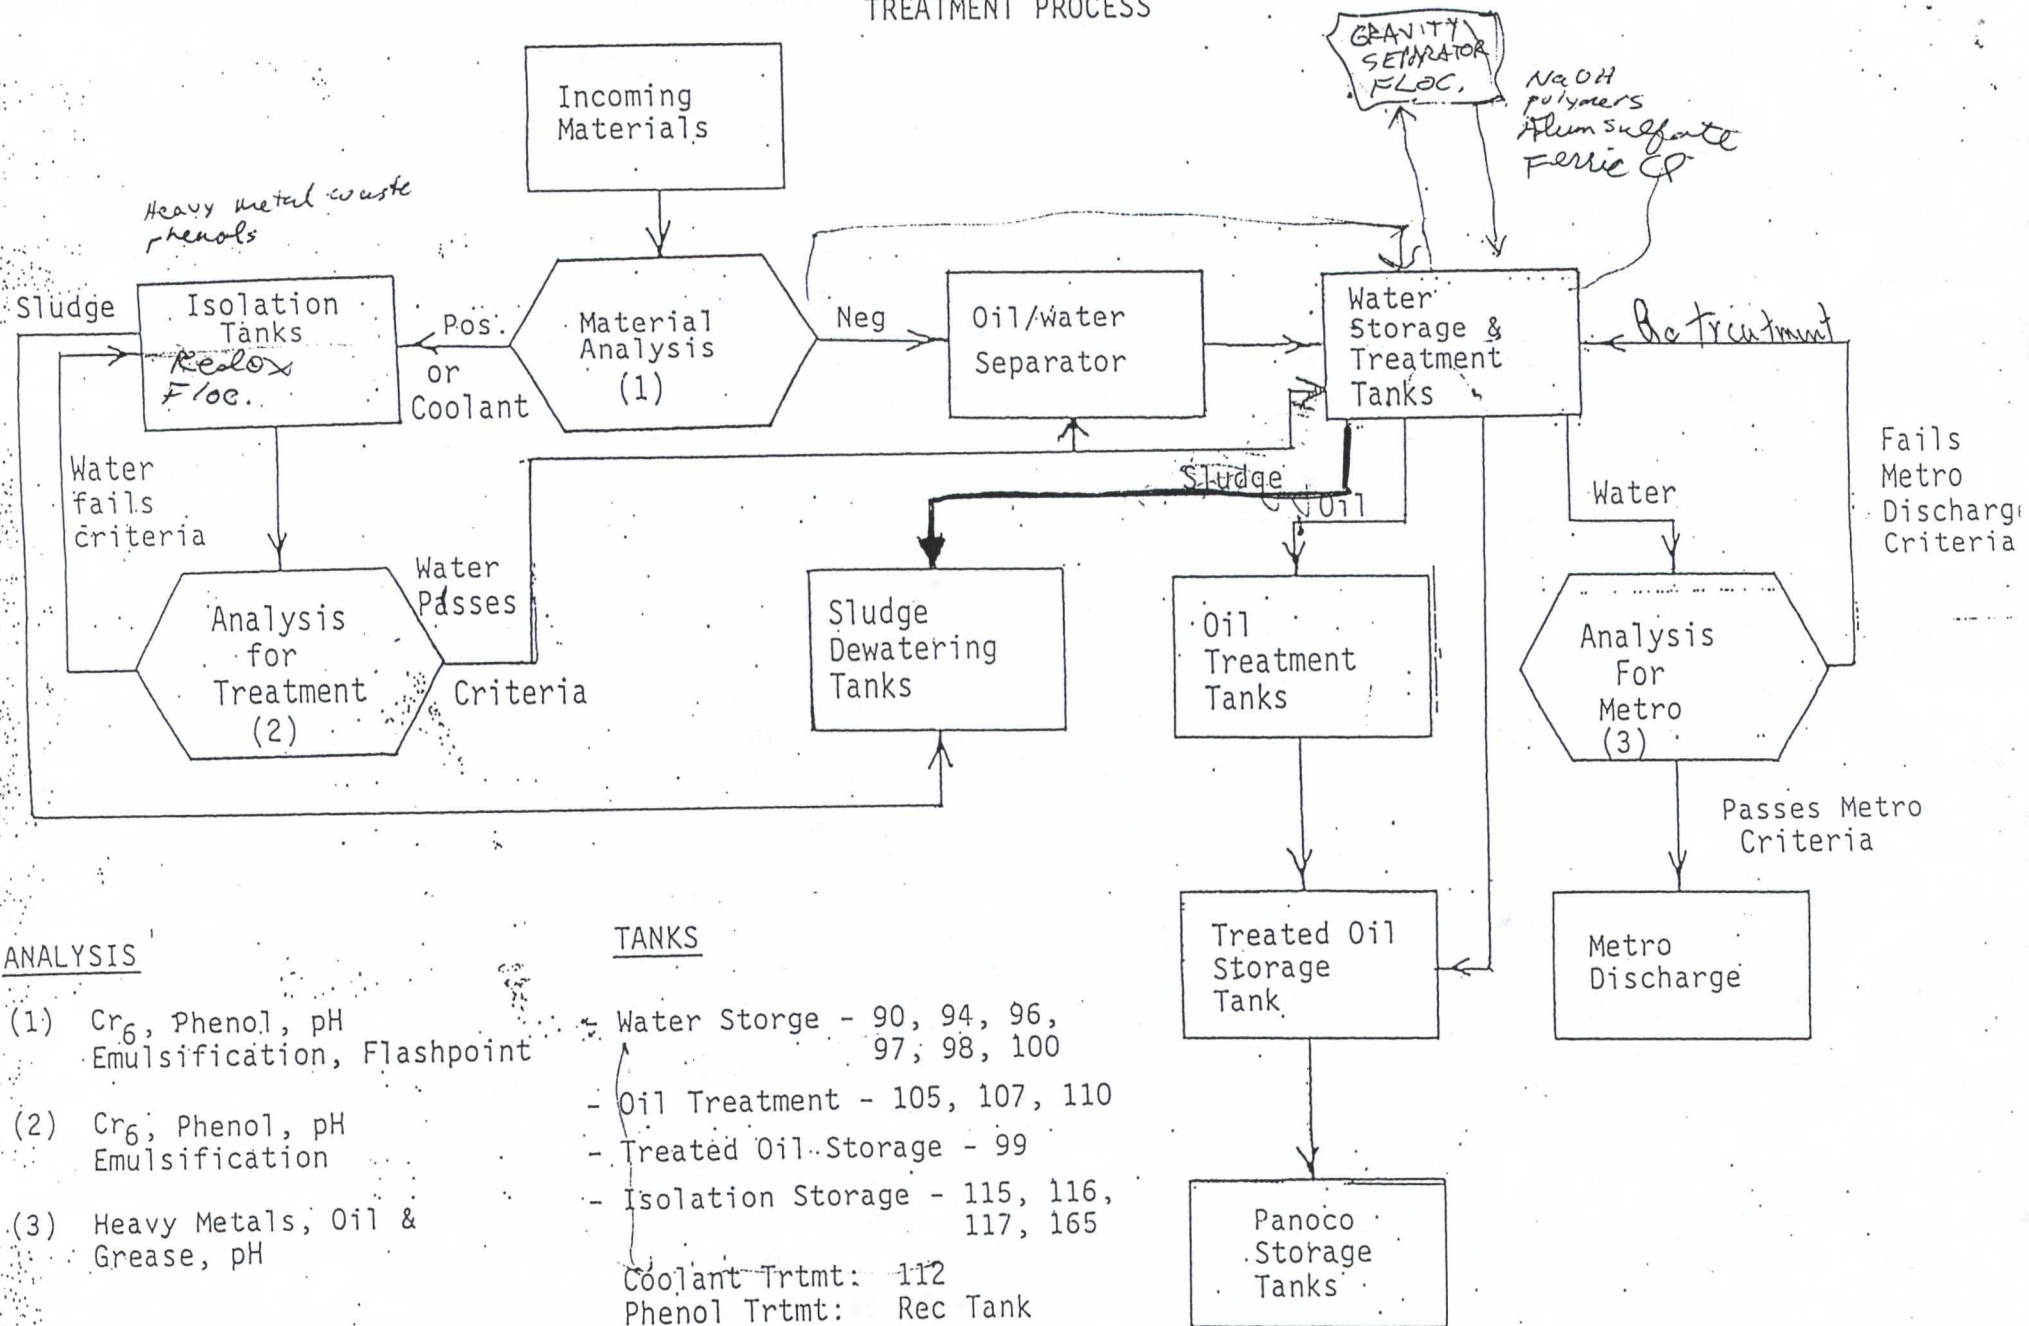 TREATMENT PROCESS
GRAVITY
SEPARATOR
FLOC.
NaOH
polymers
Alum sulfate
Ferric Cl
Incoming
Materials
Heavy metal waste
phenols
Sludge
Isolation
Tanks
Redox
Floc.
Pos.
or
Coolant
Material
Analysis
(1)
Neg
Oil/water
Separator
Water
Storage &
Treatment
Tanks
Fails
Metro
Discharge
Criteria
Water
fails
criteria
Sludge
Oil
Water
Water
Passes
Criteria
Analysis
for
Treatment
(2)
Sludge
Dewatering
Tanks
Oil
Treatment
Tanks
Analysis
For
Metro
(3)
Passes Metro
Criteria
Treated Oil
Storage
Tank
Metro
Discharge
Panoco
Storage
Tanks
ANALYSIS
(1) Cr6, Phenol, pH
Emulsification, Flashpoint
(2) Cr6, Phenol, pH
Emulsification
(3) Heavy Metals, Oil &
Grease, pH
TANKS
- Water Storge - 90, 94, 96,
97, 98, 100
- Oil Treatment - 105, 107, 110
- Treated Oil Storage - 99
- Isolation Storage - 115, 116,
117, 165
Coolant Trtmt: 112
Phenol Trtmt: Rec Tank